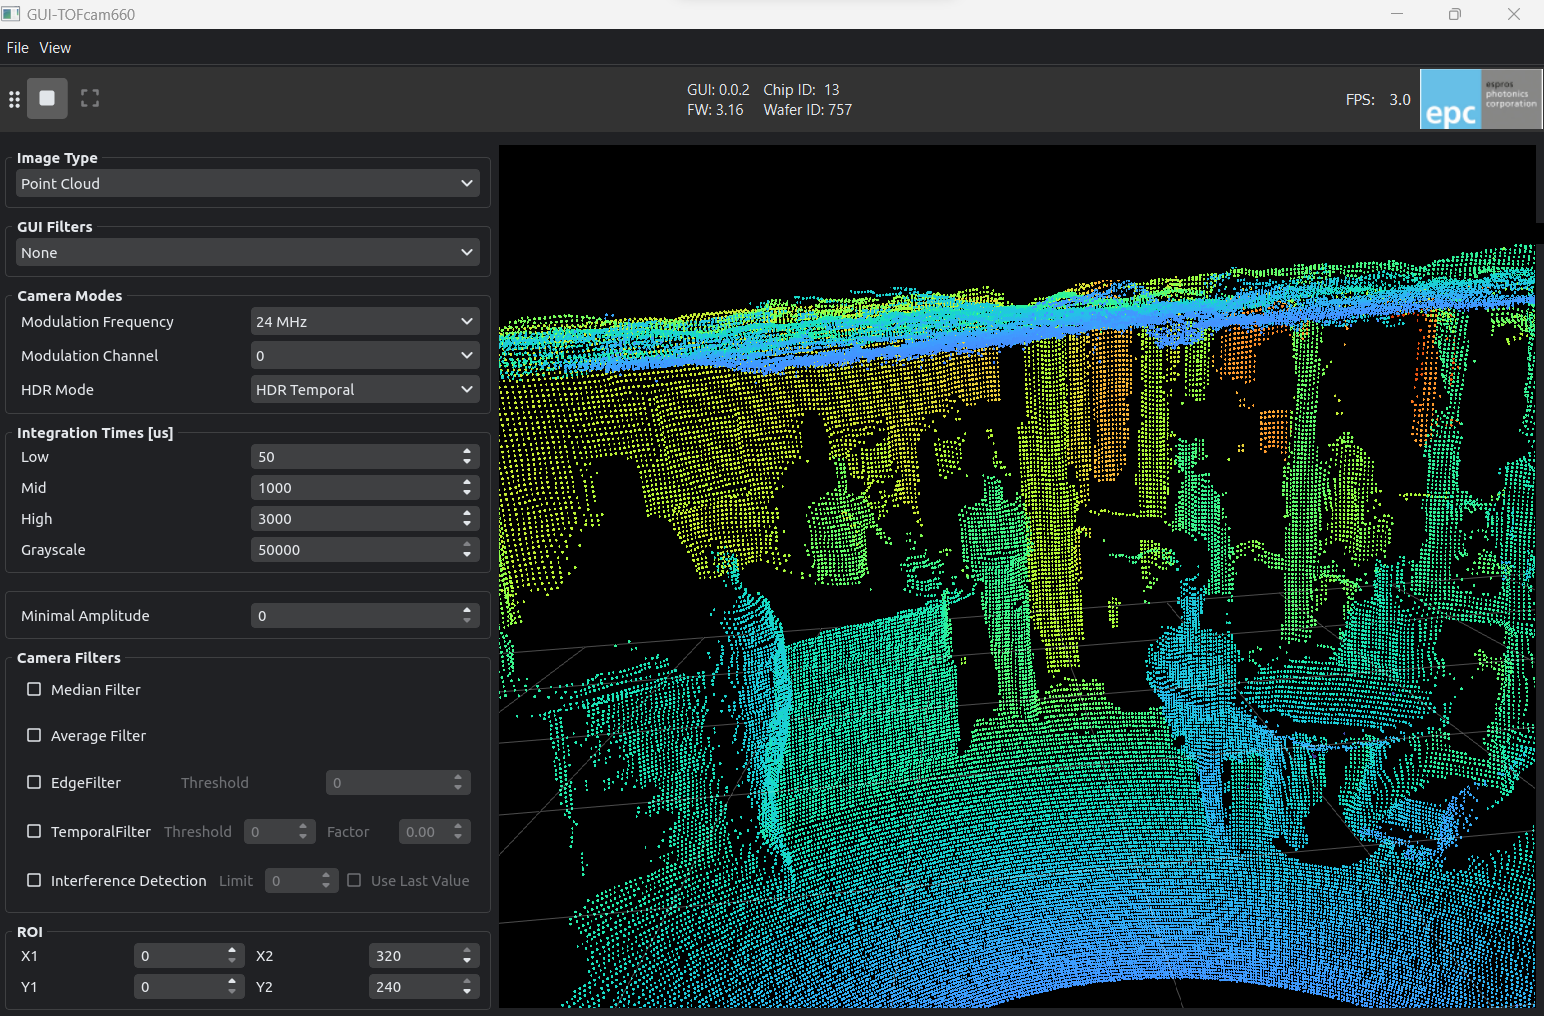 GUI-TOFcam660
File View
GUI: 0.0.2 Chip ID: 13
FW: 3.16 Wafer ID: 757
FPS: 3.0
epc
espros
photonics
corporation
Image Type
Point Cloud
GUI Filters
None
Camera Modes
Modulation Frequency 24 MHz
Modulation Channel 0
HDR Mode HDR Temporal
Integration Times [us]
Low 50
Mid 1000
High 3000
Grayscale 50000
Minimal Amplitude 0
Camera Filters
Median Filter
Average Filter
EdgeFilter Threshold 0
TemporalFilter Threshold 0 Factor 0.00
Interference Detection Limit 0 Use Last Value
ROI
X1 0 X2 320
Y1 0 Y2 240